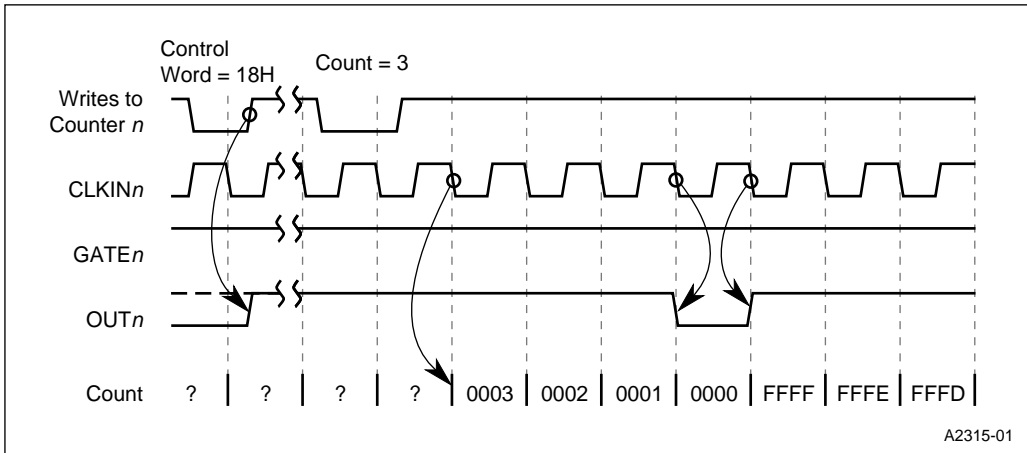 Control
Word = 18H
Count = 3
Writes to
Counter n
CLKINn
GATEn
OUTn
Count ? ? ? ? 0003 0002 0001 0000 FFFF FFFE FFFD
A2315-01